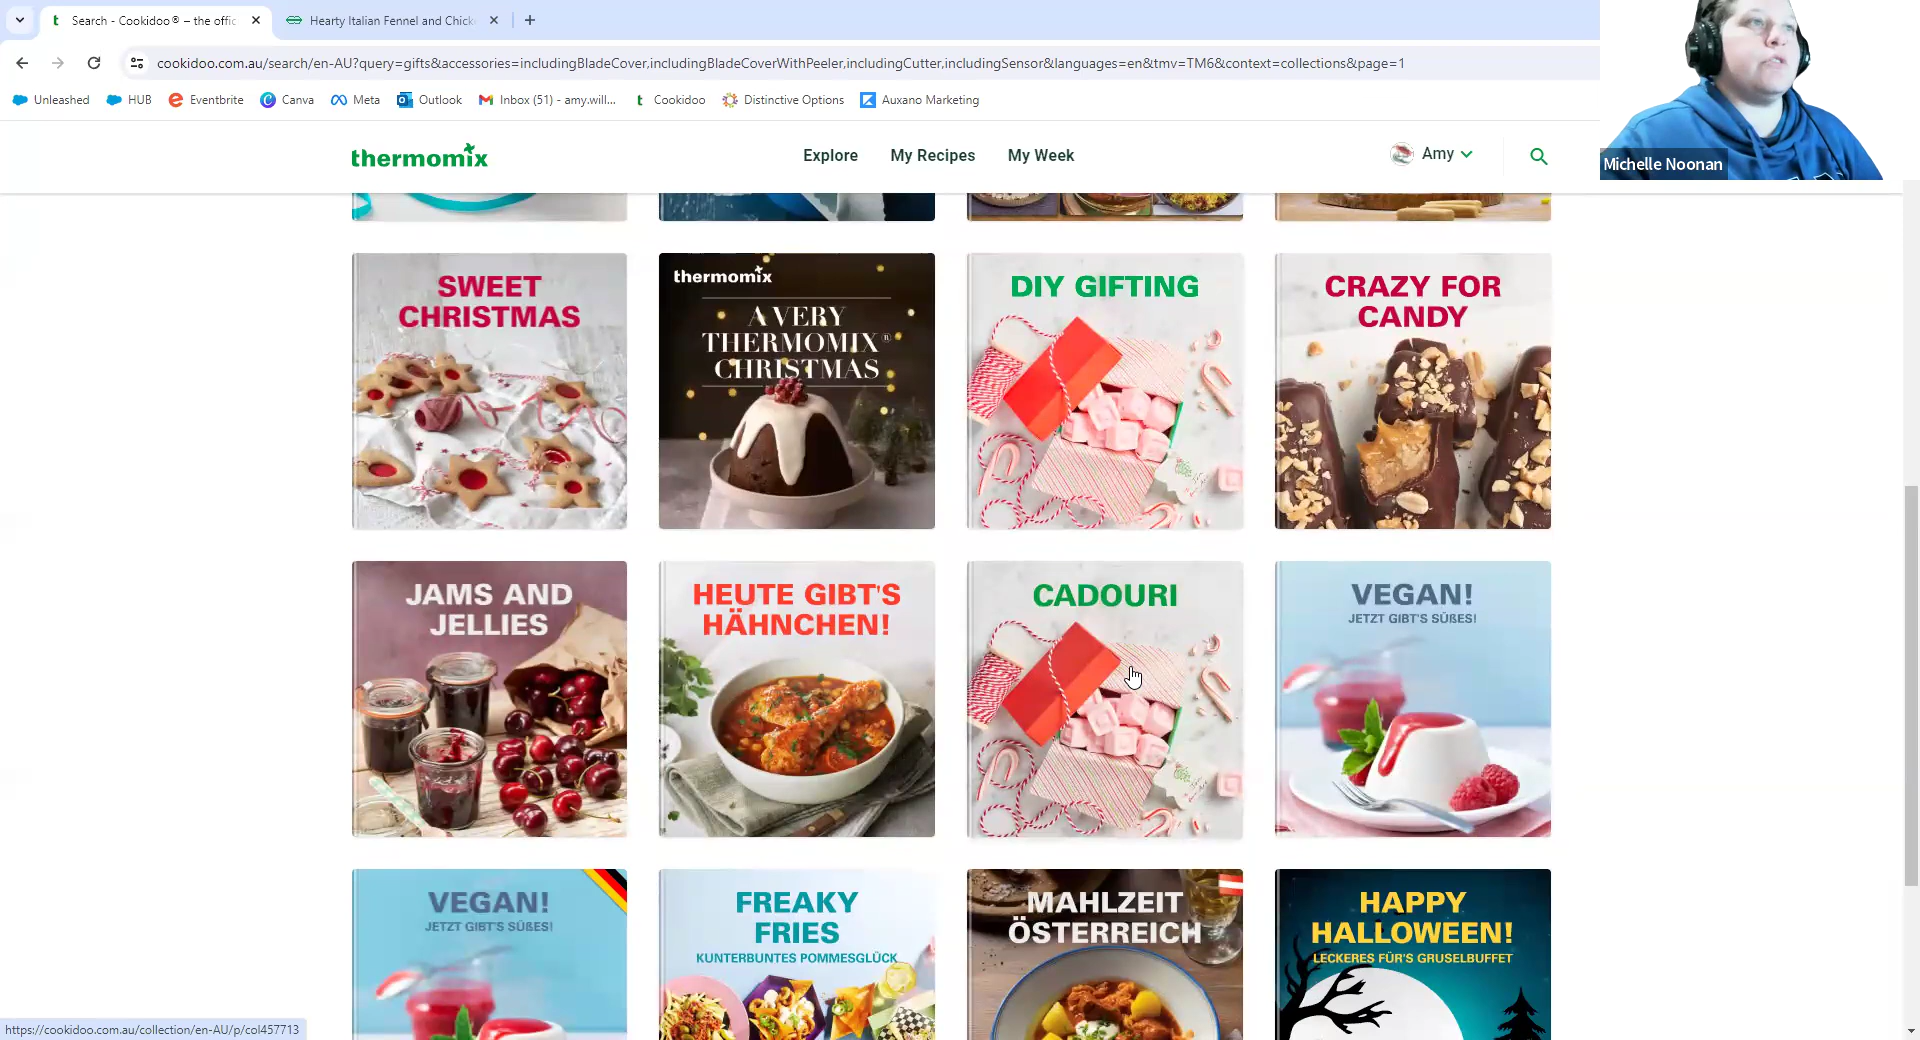 Search - Cookidoo® – the offic
Hearty Italian Fennel and Chicke
cookidoo.com.au/search/en-AU?query=gifts&accessories=includingBladeCover,includingBladeCoverWithPeeler,includingCutter,includingSensor&languages=en&tmv=TM6&context=collections&page=1
Unleashed
HUB
Eventbrite
Canva
Meta
Outlook
Inbox (51) - amy.will...
Cookidoo
Distinctive Options
Auxano Marketing
thermomix
Explore
My Recipes
My Week
Amy
Michelle Noonan
SWEET
CHRISTMAS
thermomix
A VERY
THERMOMIX®
CHRISTMAS
DIY GIFTING
CRAZY FOR
CANDY
JAMS AND
JELLIES
HEUTE GIBT'S
HÄHNCHEN!
CADOURI
VEGAN!
JETZT GIBT'S SÜẞES!
VEGAN!
JETZT GIBT'S SÜẞES!
FREAKY
FRIES
KUNTERBUNTES POMMESGLÜCK
MAHLZEIT
ÖSTERREICH
HAPPY
HALLOWEEN!
LECKERES FÜR'S GRUSELBUFFET
https://cookidoo.com.au/collection/en-AU/p/col457713